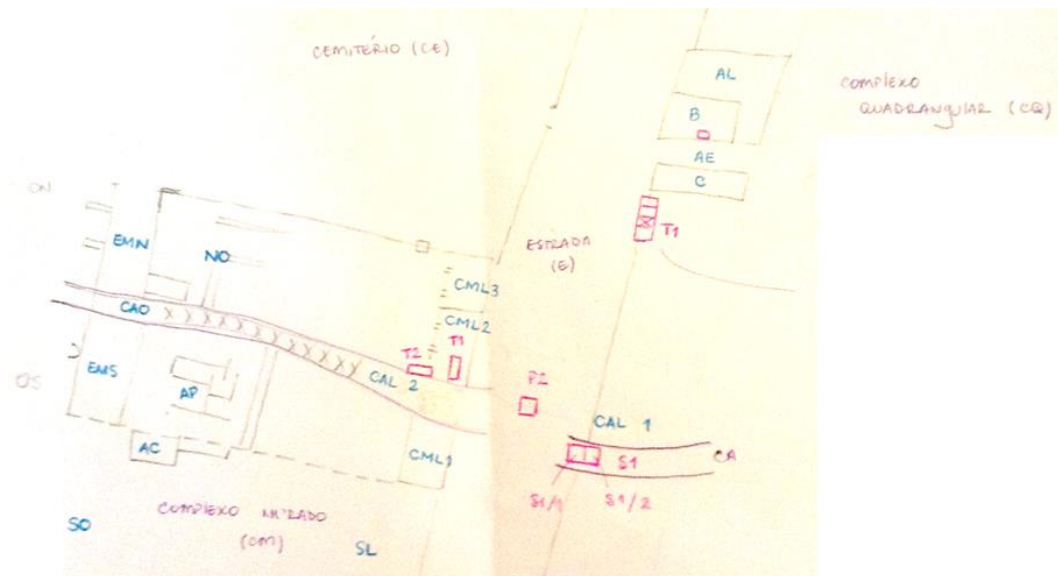 CEMITÉRIO (CE)
AL
COMPLEXO
QUADRANGULAR (CQ)
B
AE
C
T1
ESTRADA
(E)
EMN
NO
CML3
CAO
CML2
T1
T2
EMS
CAL 2
P2
AP
CAL 1
AC
CML1
S1
CA
S1/1
S1/2
COMPLEXO MURADO
(CM)
SO
SL